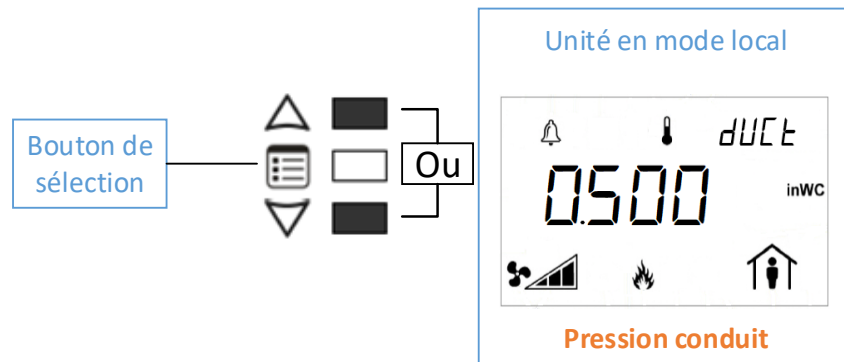 Unité en mode local
Bouton de
sélection
Ou
dUCt
0.500
inWC
Pression conduit